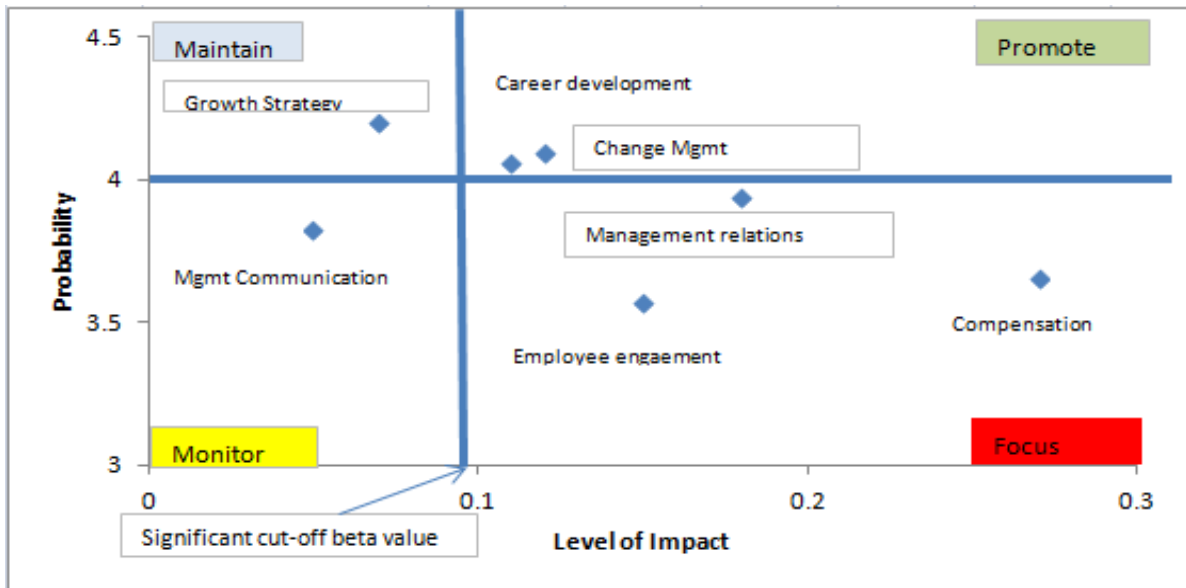 4.5
Maintain
Promote
Growth Strategy
Career development
Change Mgmt
4
Probability
Management relations
Mgmt Communication
3.5
Compensation
Employee engaement
Monitor
Focus
3
0
0.1
0.2
0.3
Significant cut-off beta value
Level of Impact